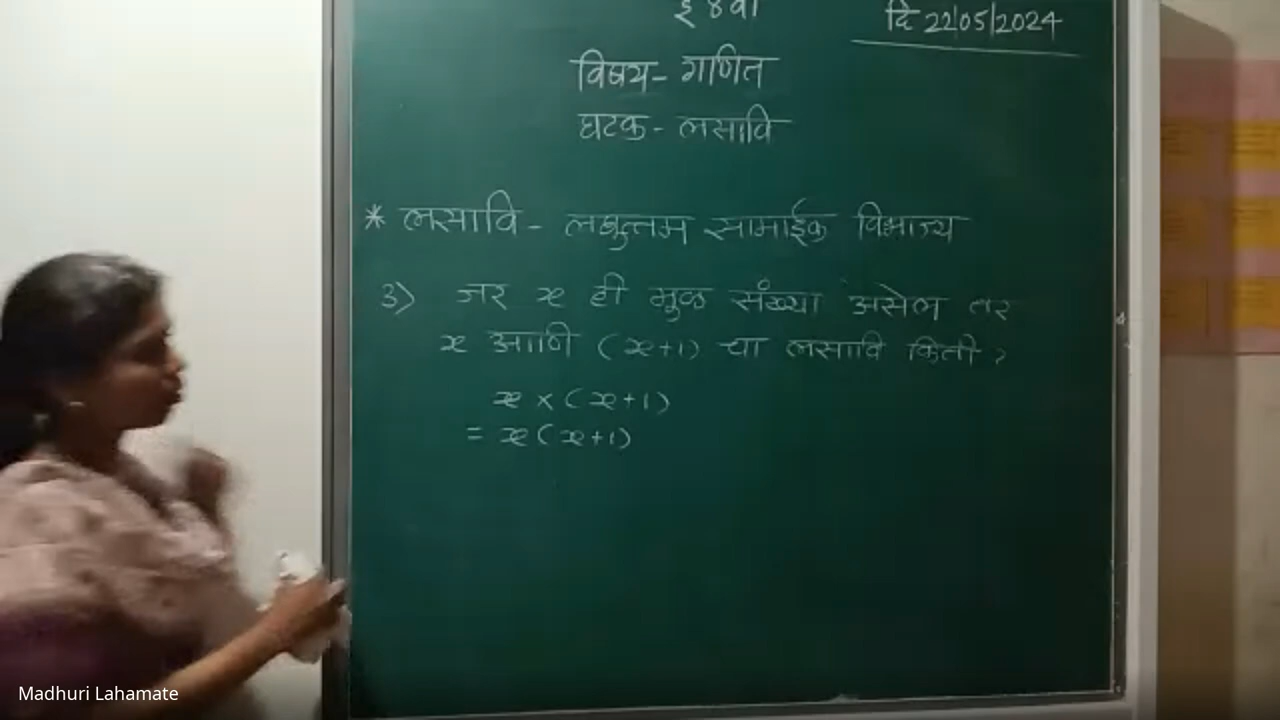 इ ४ वी
दि 22/05/2024
विषय - गणित
घटक - लसावि
* लसावि - लघुत्तम सामाईक विभाज्य
3) जर x ही मुळ संख्या असेल तर
x आणि (x+1) चा लसावि किती?
x × (x+1)
= x(x+1)
Madhuri Lahamate